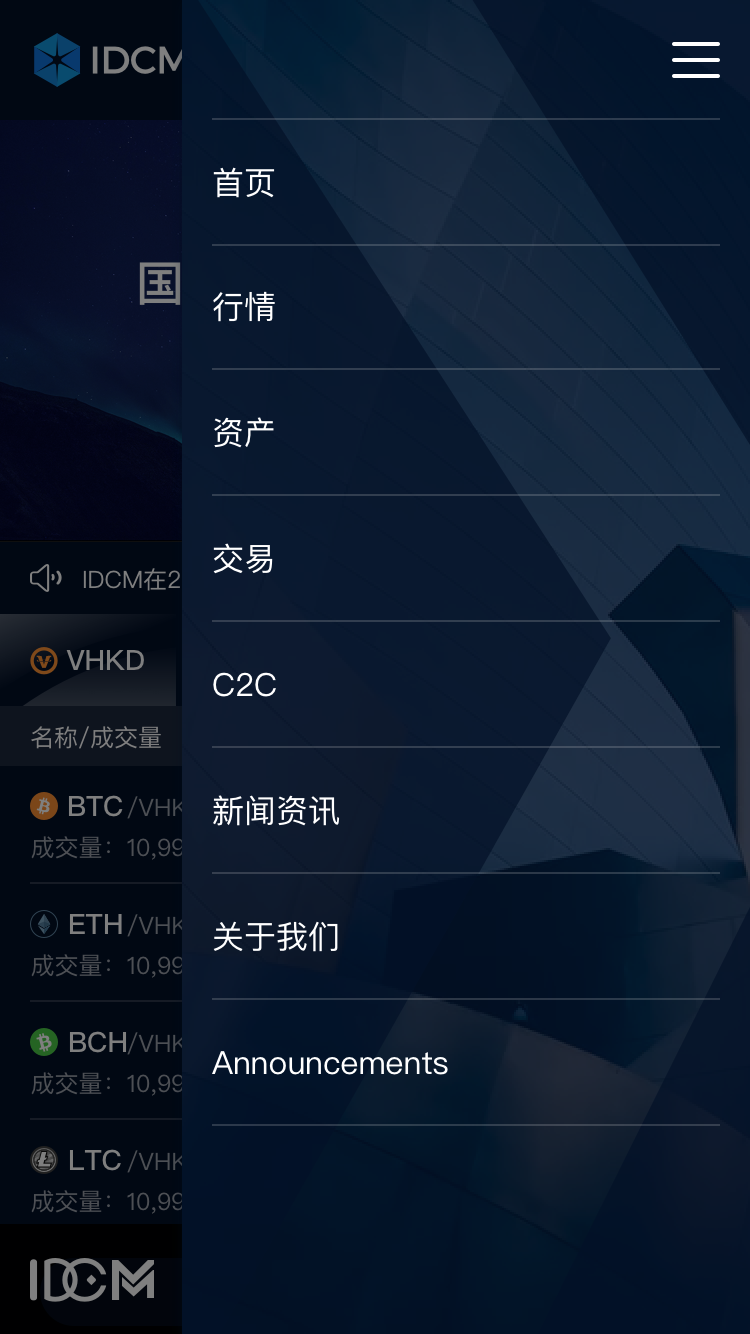 IDCM
首页
行情
资产
交易
C2C
新闻资讯
关于我们
Announcements
国
IDCM在2
VHKD
名称/成交量
BTC /VHK
成交量：10,99
ETH /VHK
成交量：10,99
BCH/VHK
成交量：10,99
LTC /VHK
成交量：10,99
IDCM